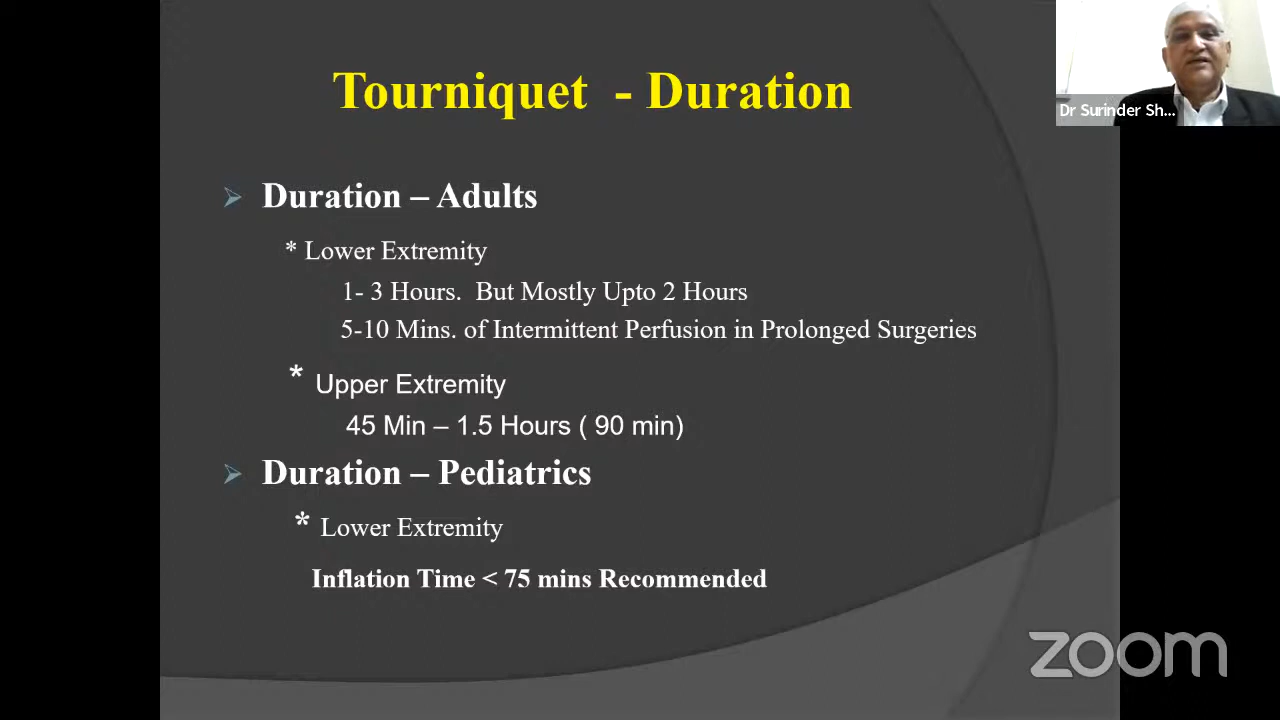 Tourniquet - Duration
Dr Surinder Sh...
Duration – Adults
* Lower Extremity
1- 3 Hours. But Mostly Upto 2 Hours
5-10 Mins. of Intermittent Perfusion in Prolonged Surgeries
* Upper Extremity
45 Min – 1.5 Hours ( 90 min)
Duration – Pediatrics
* Lower Extremity
Inflation Time < 75 mins Recommended
zoom